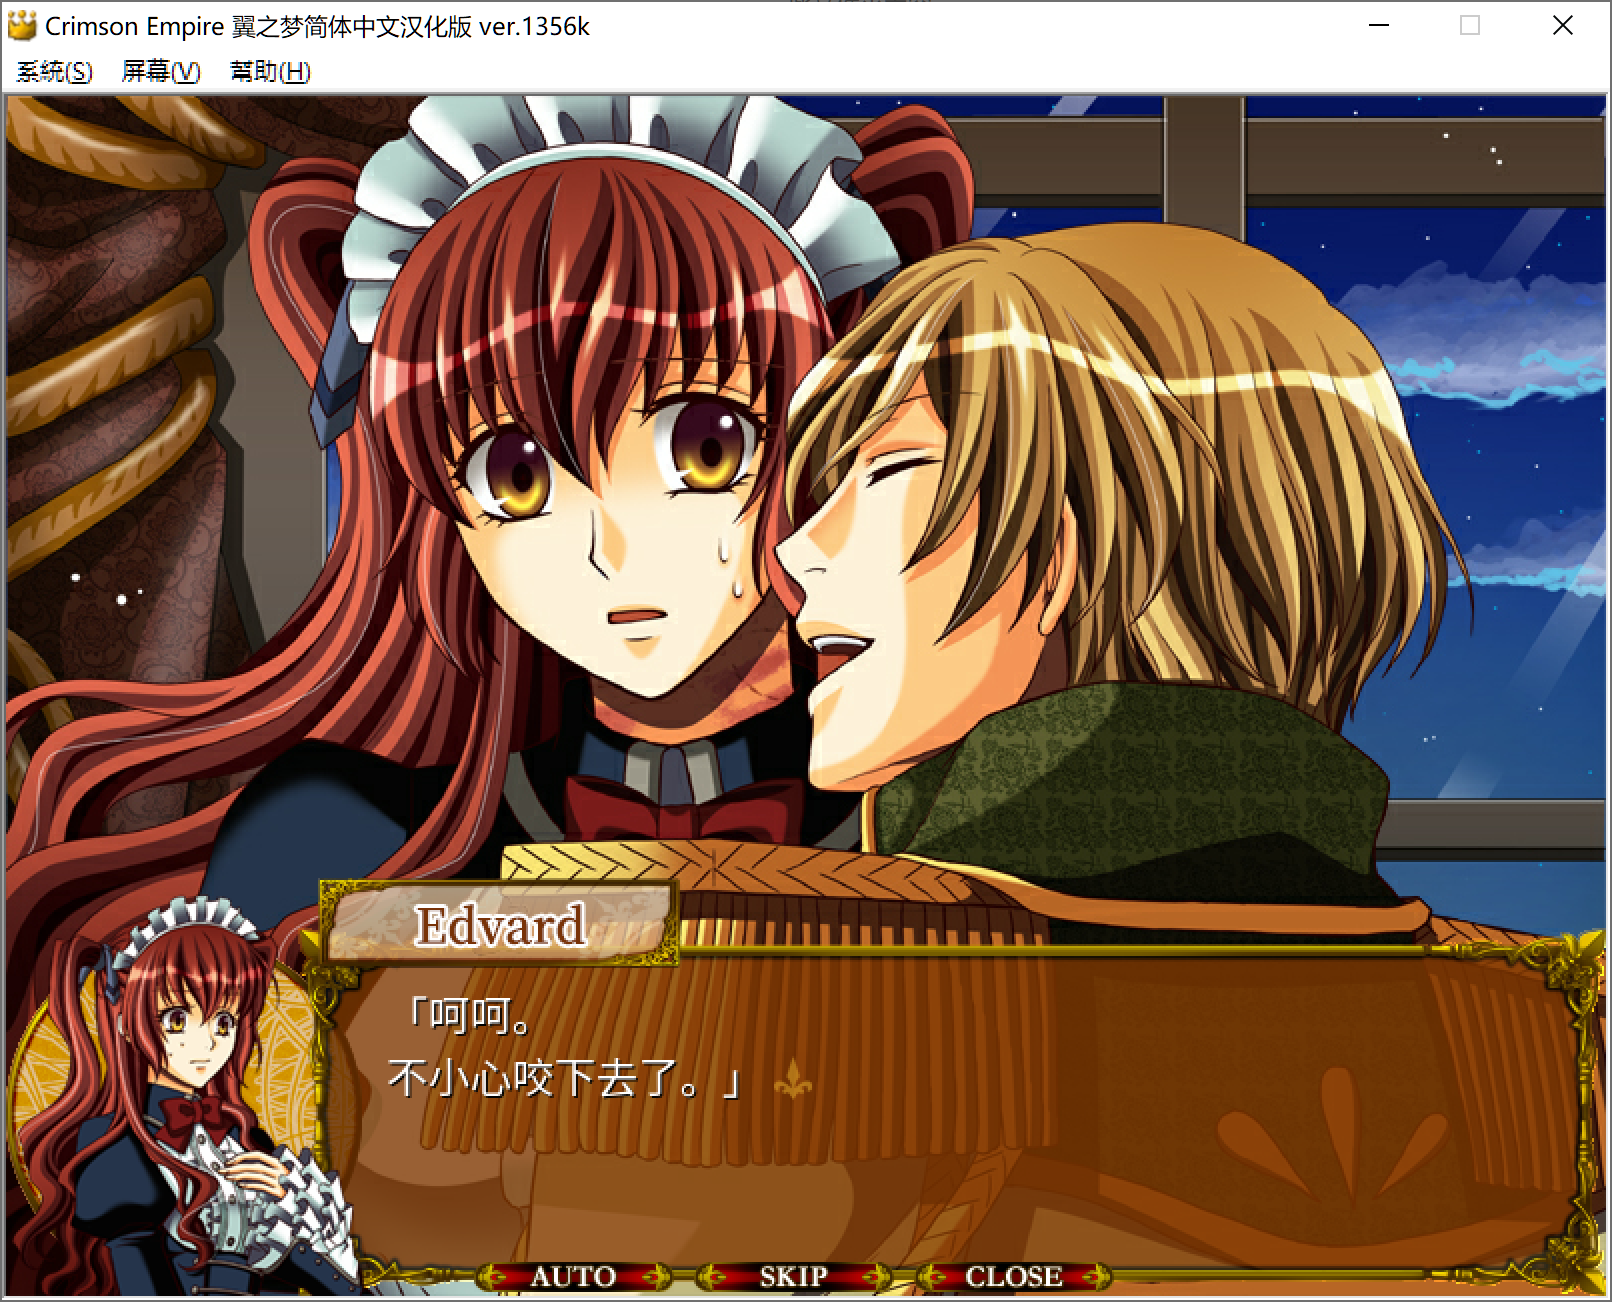 Crimson Empire 翼之梦简体中文汉化版 ver.1356k
系統(S) 屏幕(V) 幫助(H)
Edvard
「呵呵。
不小心咬下去了。」
AUTO SKIP CLOSE